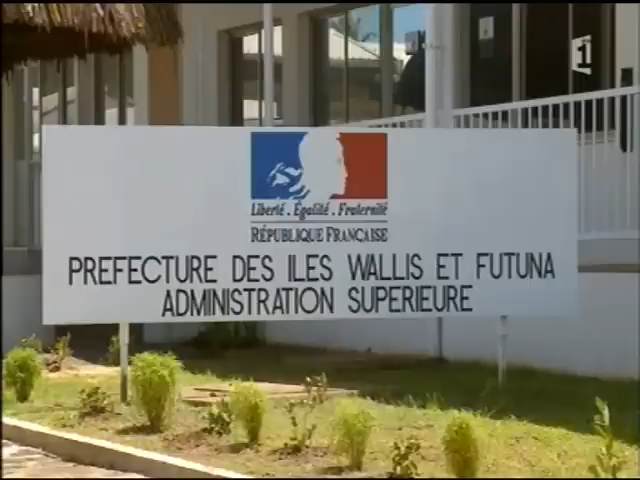 1
Liberté . Égalité . Fraternité
RÉPUBLIQUE FRANÇAISE
PREFECTURE DES ILES WALLIS ET FUTUNA
ADMINISTRATION SUPERIEURE